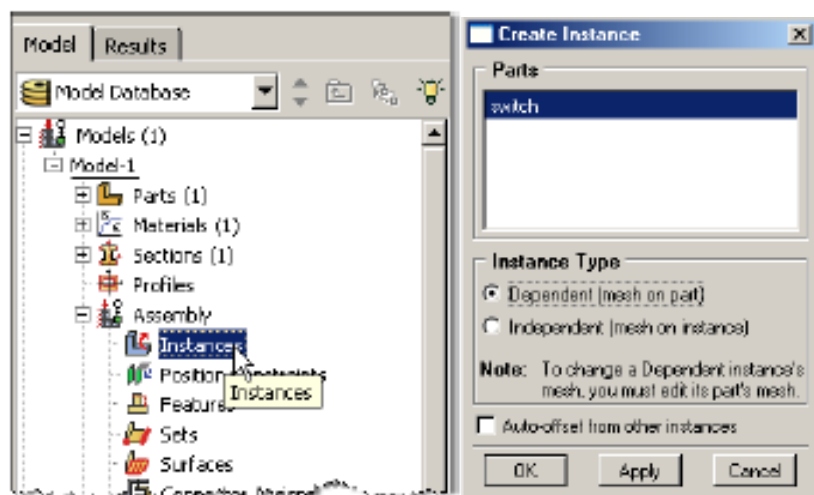 Model Results
Model Database
Models (1)
Model-1
Parts (1)
Materials (1)
Sections (1)
Profiles
Assembly
Instances
Position Constraints
Instances
Features
Sets
Surfaces
Connector
Create Instance
Parts
switch
Instance Type
Dependent (mesh on part)
Independent (mesh on instance)
Note: To change a Dependent instance's
mesh, you must edit its part's mesh.
Auto-offset from other instances
OK Apply Cancel